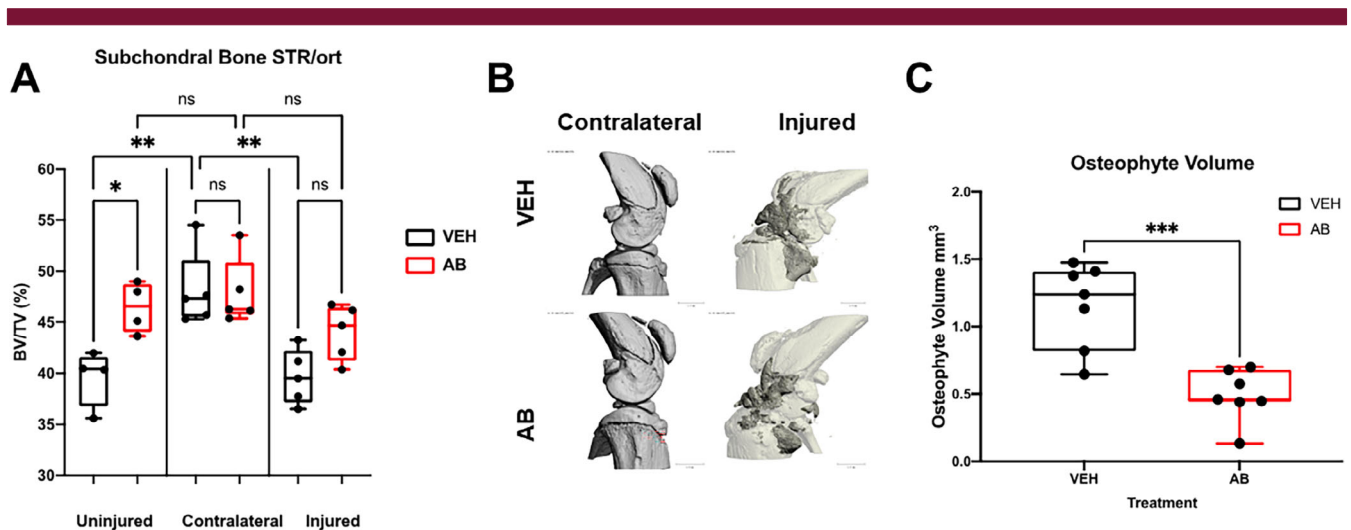 Subchondral Bone STR/ort
A
ns
ns
**
**
*
ns
ns
60
55
50
45
40
35
30
BV/TV (%)
Uninjured
Contralateral
Injured
VEH
AB
B
Contralateral
Injured
VEH
AB
C
Osteophyte Volume
VEH
AB
***
2.0
1.5
1.0
0.5
0.0
Osteophyte Volume mm³
VEH
AB
Treatment